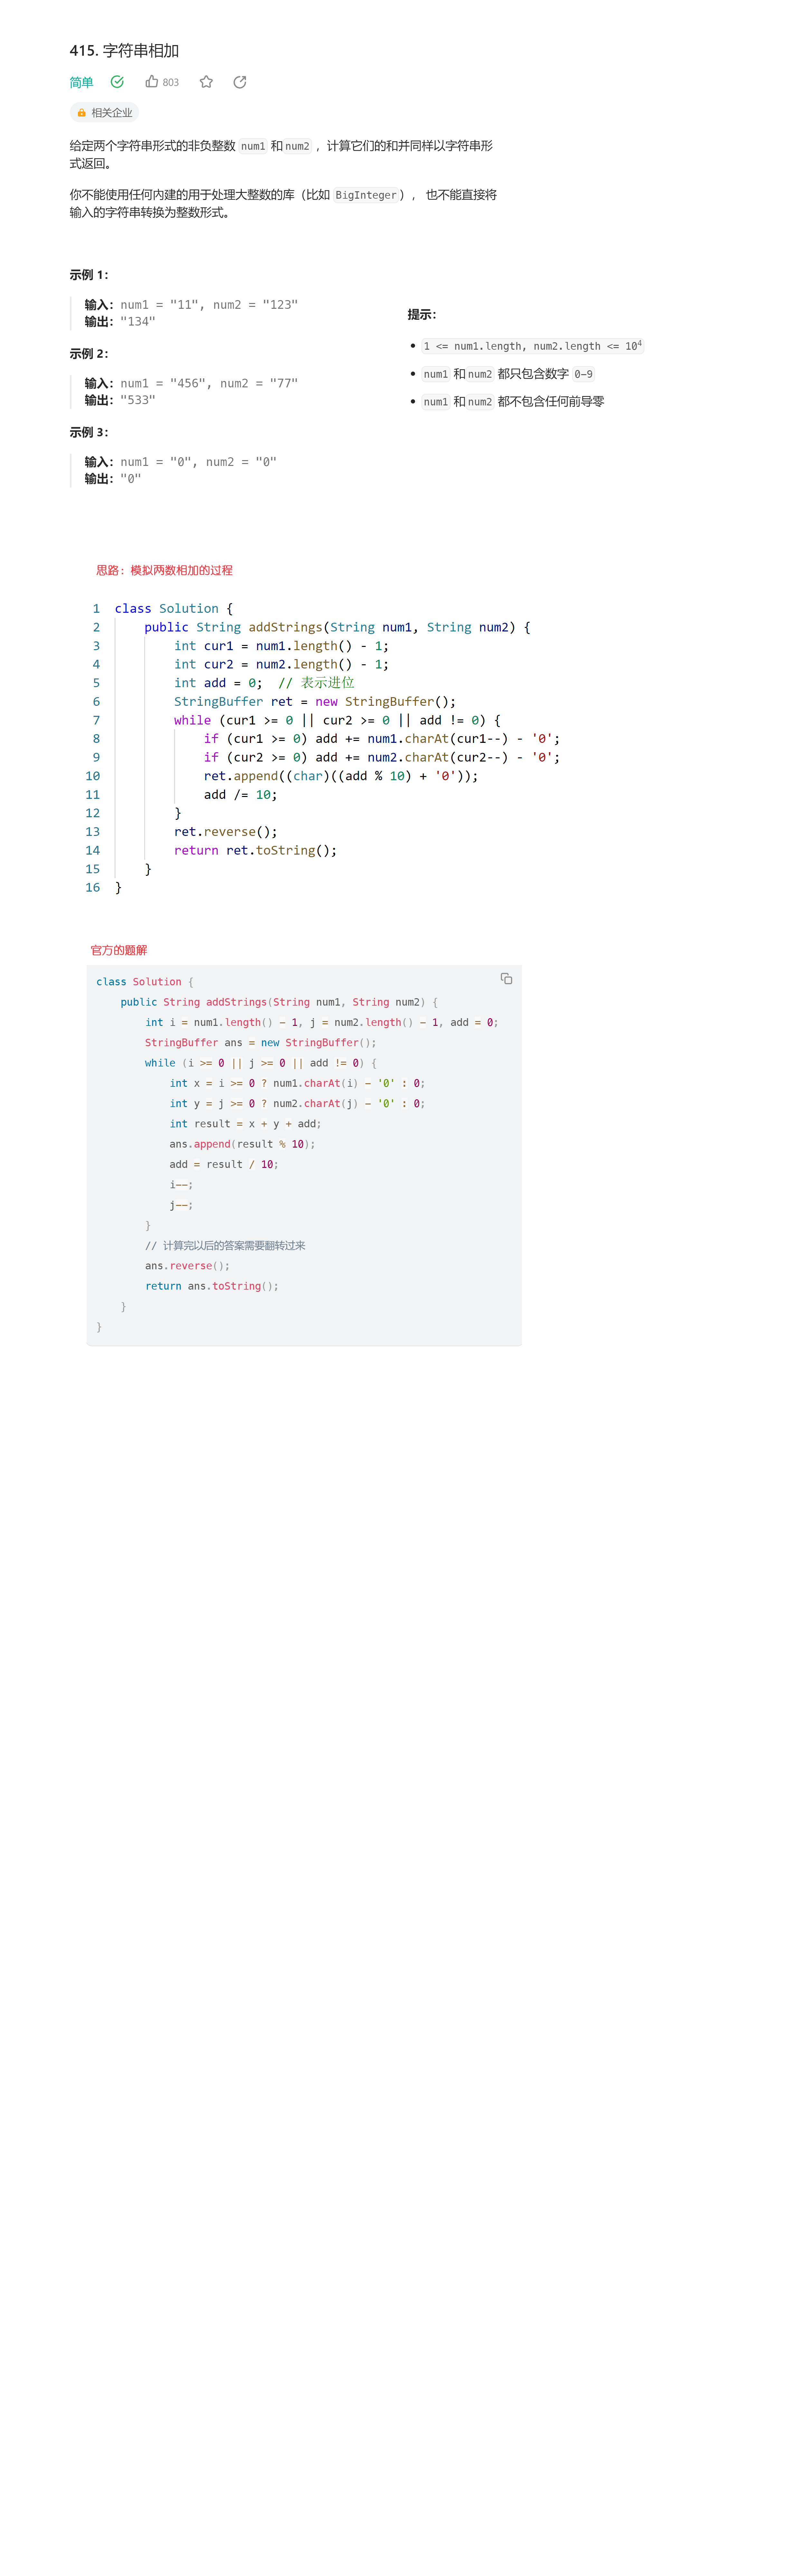 415. 字符串相加
简单 803
相关企业
给定两个字符串形式的非负整数 num1 和num2 ，计算它们的和并同样以字符串形
式返回。
你不能使用任何內建的用于处理大整数的库（比如 BigInteger）， 也不能直接将
输入的字符串转换为整数形式。
示例 1：
输入：num1 = "11", num2 = "123"
输出："134"
示例 2：
输入：num1 = "456", num2 = "77"
输出："533"
示例 3：
输入：num1 = "0", num2 = "0"
输出："0"
提示：
• 1 <= num1.length, num2.length <= 10⁴
• num1 和num2 都只包含数字 0-9
• num1 和num2 都不包含任何前导零
思路：模拟两数相加的过程
1 class Solution {
2     public String addStrings(String num1, String num2) {
3         int cur1 = num1.length() - 1;
4         int cur2 = num2.length() - 1;
5         int add = 0;  // 表示进位
6         StringBuffer ret = new StringBuffer();
7         while (cur1 >= 0 || cur2 >= 0 || add != 0) {
8             if (cur1 >= 0) add += num1.charAt(cur1--) - '0';
9             if (cur2 >= 0) add += num2.charAt(cur2--) - '0';
10             ret.append((char)((add % 10) + '0'));
11             add /= 10;
12         }
13         ret.reverse();
14         return ret.toString();
15     }
16 }
官方的题解
class Solution {
    public String addStrings(String num1, String num2) {
        int i = num1.length() - 1, j = num2.length() - 1, add = 0;
        StringBuffer ans = new StringBuffer();
        while (i >= 0 || j >= 0 || add != 0) {
            int x = i >= 0 ? num1.charAt(i) - '0' : 0;
            int y = j >= 0 ? num2.charAt(j) - '0' : 0;
            int result = x + y + add;
            ans.append(result % 10);
            add = result / 10;
            i--;
            j--;
        }
        // 计算完以后的答案需要翻转过来
        ans.reverse();
        return ans.toString();
    }
}